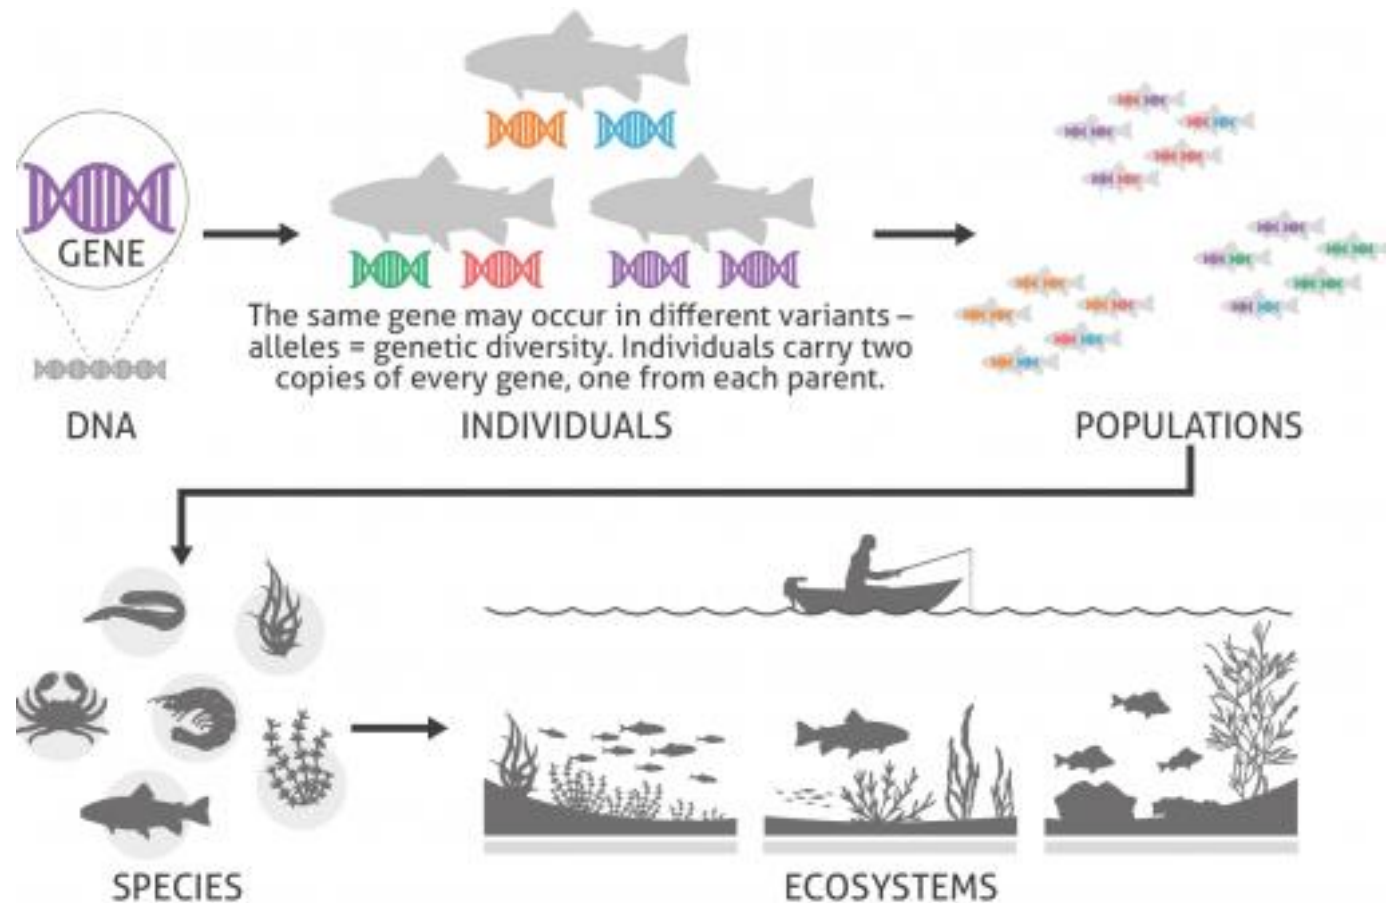 GENE
DNA
The same gene may occur in different variants –
alleles = genetic diversity. Individuals carry two
copies of every gene, one from each parent.
INDIVIDUALS
POPULATIONS
SPECIES
ECOSYSTEMS